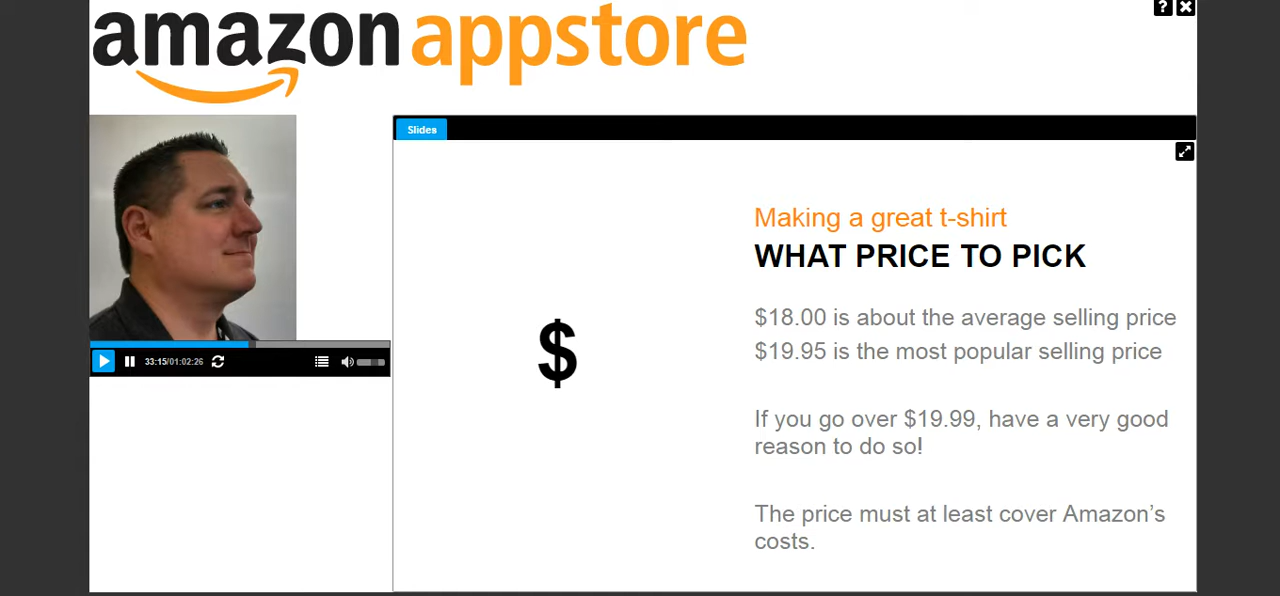 amazon appstore
? ×
Slides
Making a great t-shirt
WHAT PRICE TO PICK
$18.00 is about the average selling price
$19.95 is the most popular selling price
$
If you go over $19.99, have a very good
reason to do so!
The price must at least cover Amazon’s
costs.
33:15/01:02:26